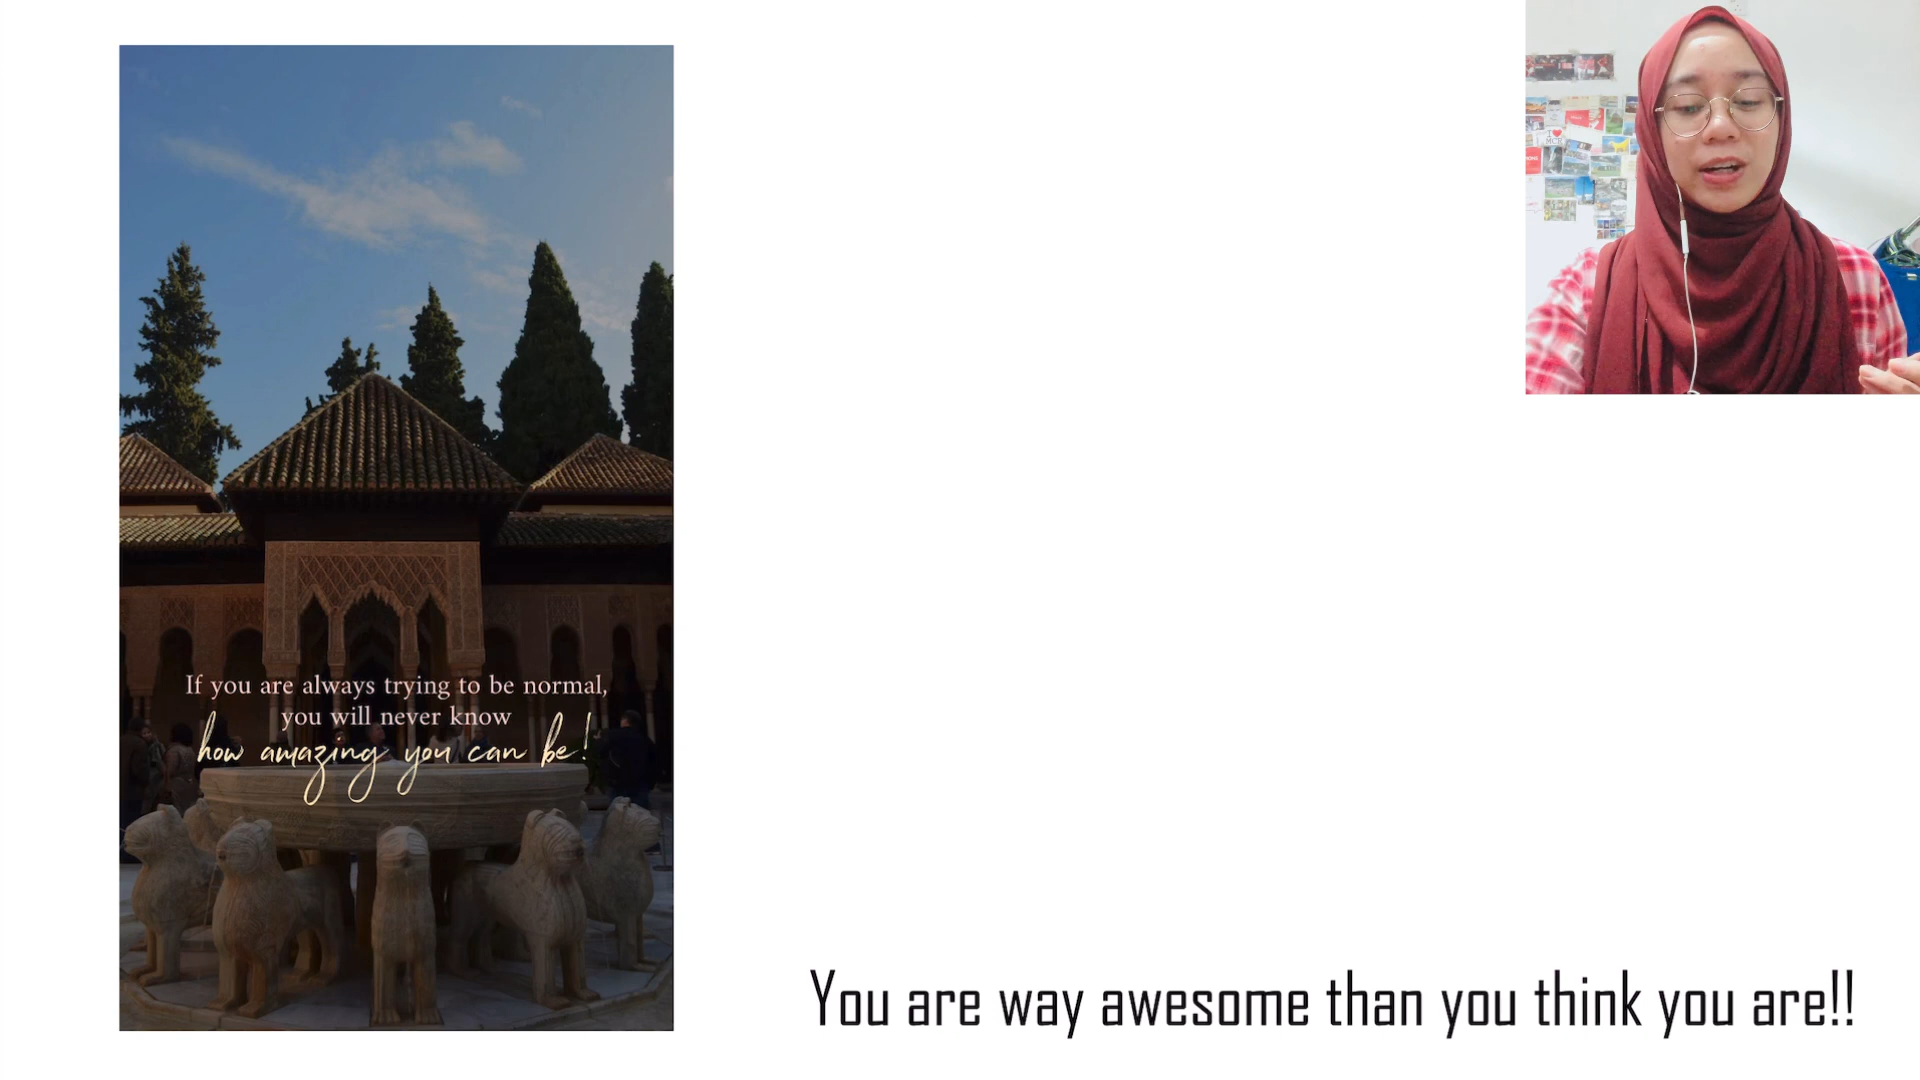 If you are always trying to be normal,
you will never know
how amazing you can be!
I ❤ MCR
You are way awesome than you think you are!!